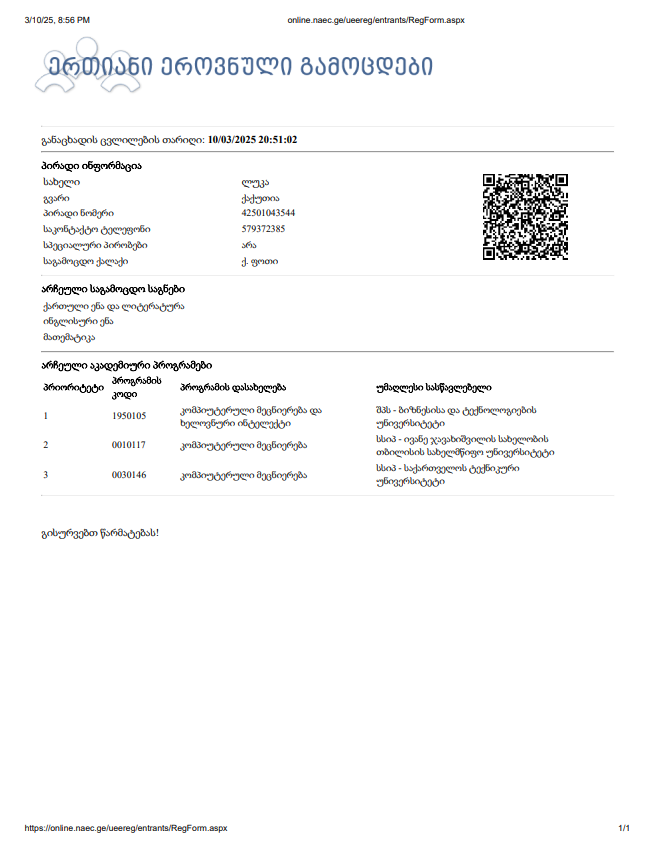 3/10/25, 8:56 PM online.naec.ge/ueereg/entrants/RegForm.aspx
ერთიანი ეროვნული გამოცდები
განაცხადის ცვლილების თარიღი: 10/03/2025 20:51:02
პირადი ინფორმაცია
სახელი ლუკა
გვარი ქაქუთია
პირადი ნომერი 42501043544
საკონტაქტო ტელეფონი 579372385
სპეციალური პირობები არა
საგამოცდო ქალაქი ქ. ფოთი
არჩეული საგამოცდო საგნები
ქართული ენა და ლიტერატურა
ინგლისური ენა
მათემატიკა
არჩეული აკადემიური პროგრამები
პრიორიტეტი პროგრამის კოდი პროგრამის დასახელება უმაღლესი სასწავლებელი
1 1950105 კომპიუტერული მეცნიერება და ხელოვნური ინტელექტი შპს - ბიზნესისა და ტექნოლოგიების უნივერსიტეტი
2 0010117 კომპიუტერული მეცნიერება სსიპ - ივანე ჯავახიშვილის სახელობის თბილისის სახელმწიფო უნივერსიტეტი
3 0030146 კომპიუტერული მეცნიერება სსიპ - საქართველოს ტექნიკური უნივერსიტეტი
გისურვებთ წარმატებას!
https://online.naec.ge/ueereg/entrants/RegForm.aspx 1/1